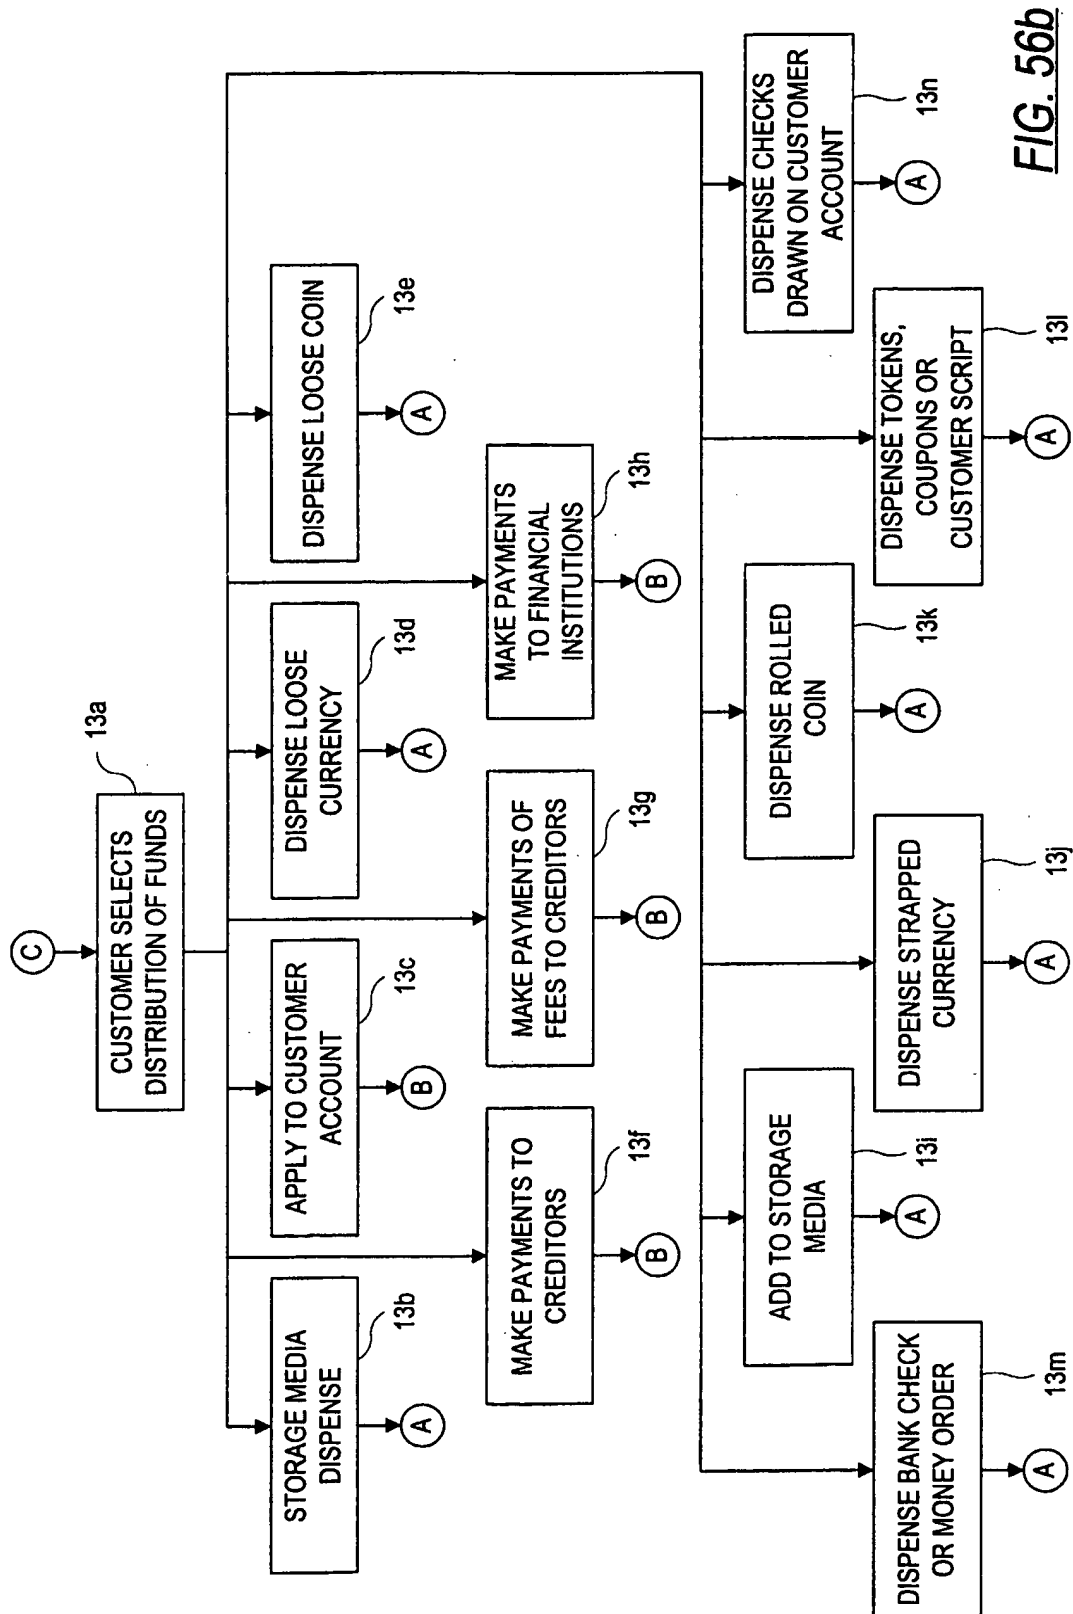 C
CUSTOMER SELECTS
DISTRIBUTION OF FUNDS
13a
STORAGE MEDIA
DISPENSE
13b
A
APPLY TO CUSTOMER
ACCOUNT
13c
B
DISPENSE LOOSE
CURRENCY
13d
A
DISPENSE LOOSE COIN
13e
A
MAKE PAYMENTS TO
CREDITORS
13f
B
MAKE PAYMENTS OF
FEES TO CREDITORS
13g
B
MAKE PAYMENTS
TO FINANCIAL
INSTITUTIONS
13h
B
ADD TO STORAGE
MEDIA
13i
A
DISPENSE ROLLED
COIN
13k
A
DISPENSE CHECKS
DRAWN ON CUSTOMER
ACCOUNT
13n
A
DISPENSE BANK CHECK
OR MONEY ORDER
13m
A
DISPENSE STRAPPED
CURRENCY
13j
A
DISPENSE TOKENS,
COUPONS OR
CUSTOMER SCRIPT
13l
A
FIG. 56b